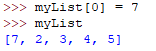 >>> myList[0] = 7
>>> myList
[7, 2, 3, 4, 5]